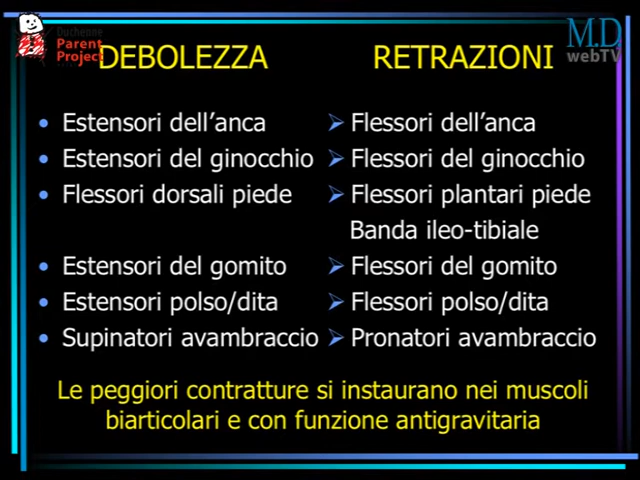 Duchenne
Parent
Project
M.D
webTV
DEBOLEZZA RETRAZIONI
• Estensori dell'anca ➢ Flessori dell'anca
• Estensori del ginocchio ➢ Flessori del ginocchio
• Flessori dorsali piede ➢ Flessori plantari piede
Banda ileo-tibiale
• Estensori del gomito ➢ Flessori del gomito
• Estensori polso/dita ➢ Flessori polso/dita
• Supinatori avambraccio ➢ Pronatori avambraccio
Le peggiori contratture si instaurano nei muscoli
biarticolari e con funzione antigravitaria